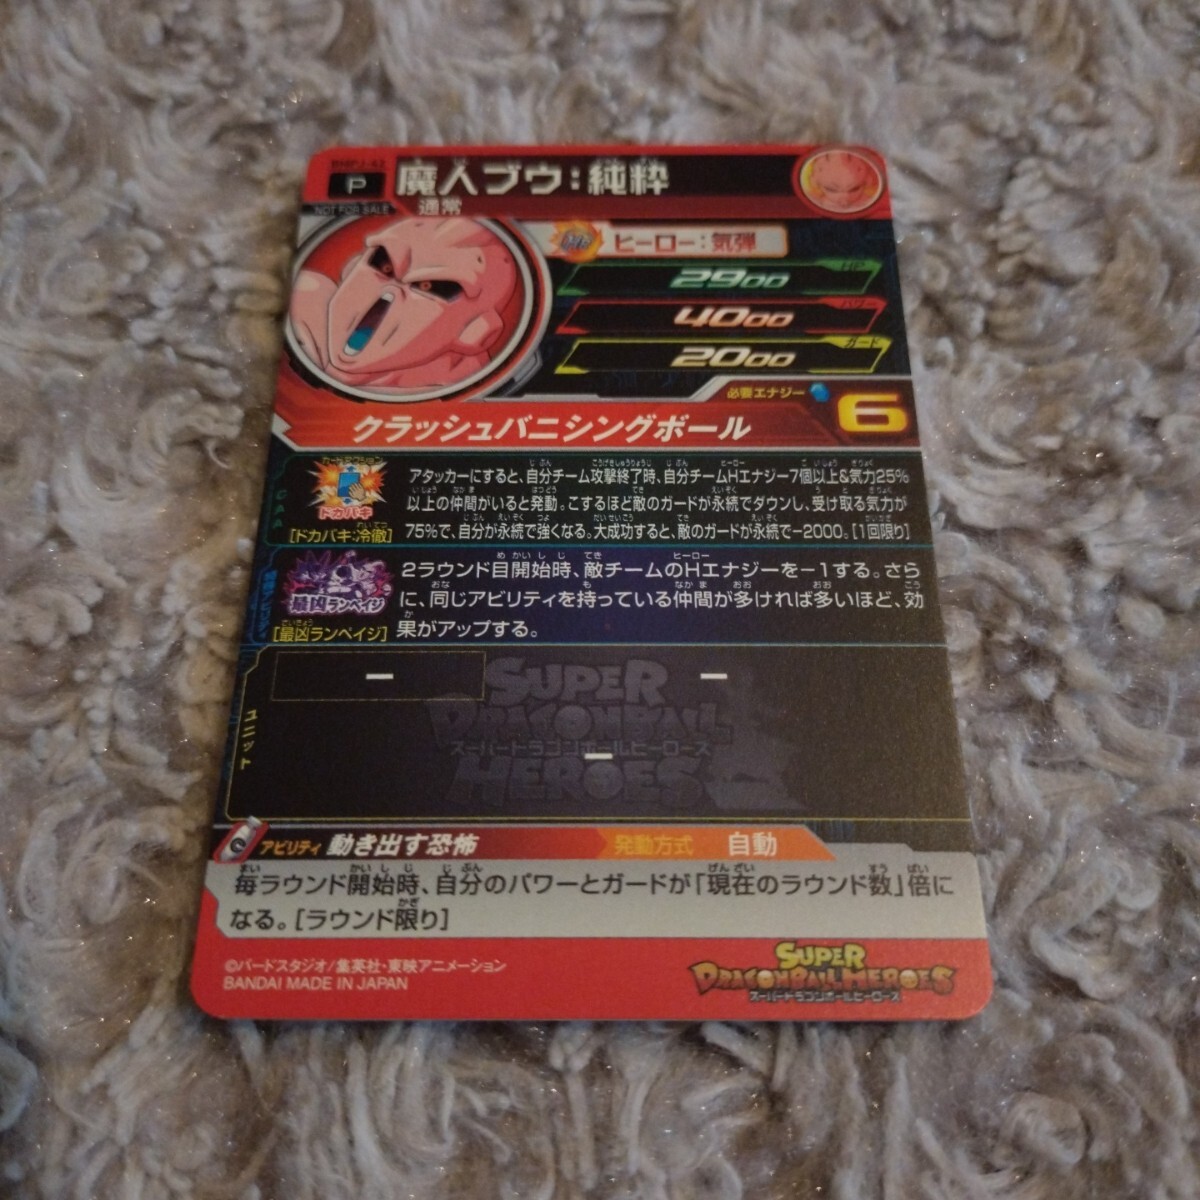 BMPJ-42
P
NOT FOR SALE
魔人ブウ:純粋
通常
ヒーロー:気弾
HP
2900
パワー
4000
ガード
2000
必要エナジー
6
クラッシュバニシングボール
CAA
カードアクション
ドカバキ
[ドカバキ:冷徹]
アタッカーにすると、自分チーム攻撃終了時、自分チームHエナジー7個以上&気力25%
以上の仲間がいると発動。こするほど敵のガードが永続でダウンし、受け取る気力が
75%で、自分が永続で強くなる。大成功すると、敵のガードが永続で−2000。[1回限り]
最凶ランペイジ
[最凶ランペイジ]
2ラウンド目開始時、敵チームのHエナジーを−1する。さら
に、同じアビリティを持っている仲間が多ければ多いほど、効
果がアップする。
ユニット
−
−
−
SUPER
DRAGONBALL
スーパードラゴンボールヒーローズ
HEROES
アビリティ 動き出す恐怖
発動方式 自動
毎ラウンド開始時、自分のパワーとガードが「現在のラウンド数」倍に
なる。[ラウンド限り]
©バードスタジオ/集英社・東映アニメーション
BANDAI MADE IN JAPAN
SUPER
DRAGONBALL HEROES
スーパードラゴンボールヒーローズ